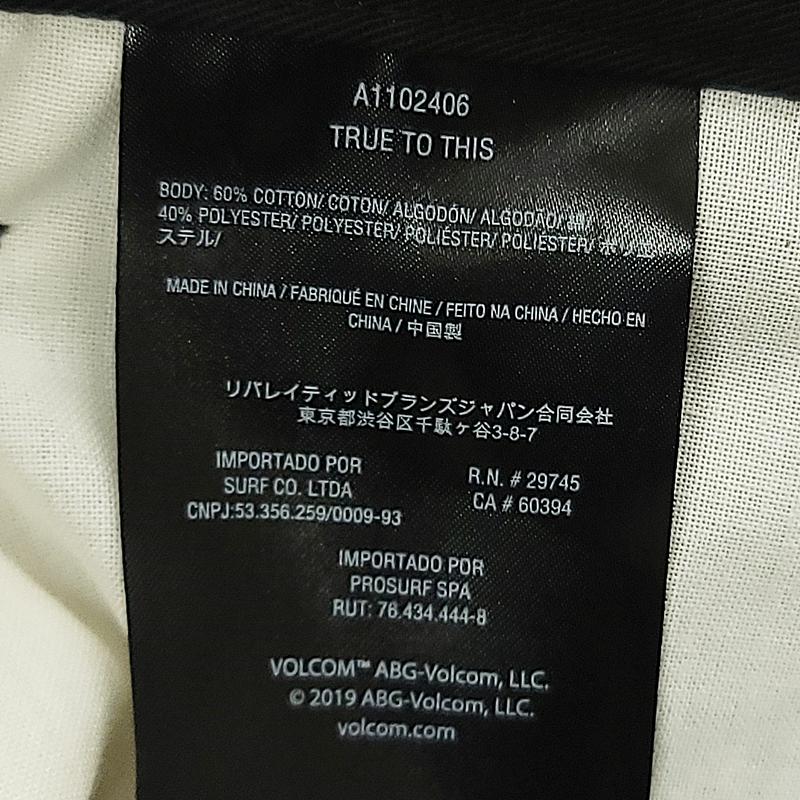 A1102406
TRUE TO THIS
BODY: 60% COTTON/ COTON/ ALGODÓN/ ALGODÃO/ 綿/
40% POLYESTER/ POLYESTER/ POLIÉSTER/ POLIÉSTER/ ポリエ
ステル/
MADE IN CHINA / FABRIQUÉ EN CHINE / FEITO NA CHINA / HECHO EN
CHINA / 中国製
リバレイティッドブランズジャパン合同会社
東京都渋谷区千駄ヶ谷3-8-7
IMPORTADO POR
SURF CO. LTDA
CNPJ:53.356.259/0009-93
R.N. # 29745
CA # 60394
IMPORTADO POR
PROSURF SPA
RUT: 76.434.444-8
VOLCOM™ ABG-Volcom, LLC.
© 2019 ABG-Volcom, LLC.
volcom.com